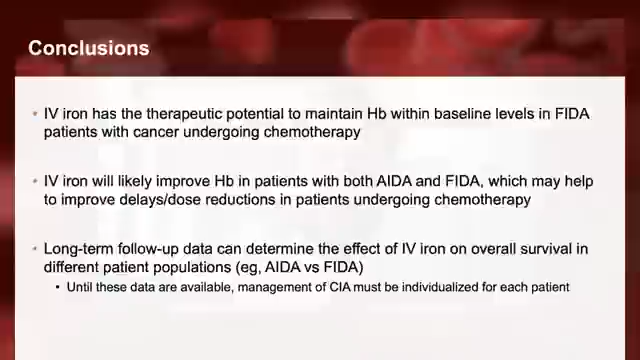 Conclusions
• IV iron has the therapeutic potential to maintain Hb within baseline levels in FIDA
patients with cancer undergoing chemotherapy
• IV iron will likely improve Hb in patients with both AIDA and FIDA, which may help
to improve delays/dose reductions in patients undergoing chemotherapy
• Long-term follow-up data can determine the effect of IV iron on overall survival in
different patient populations (eg, AIDA vs FIDA)
• Until these data are available, management of CIA must be individualized for each patient